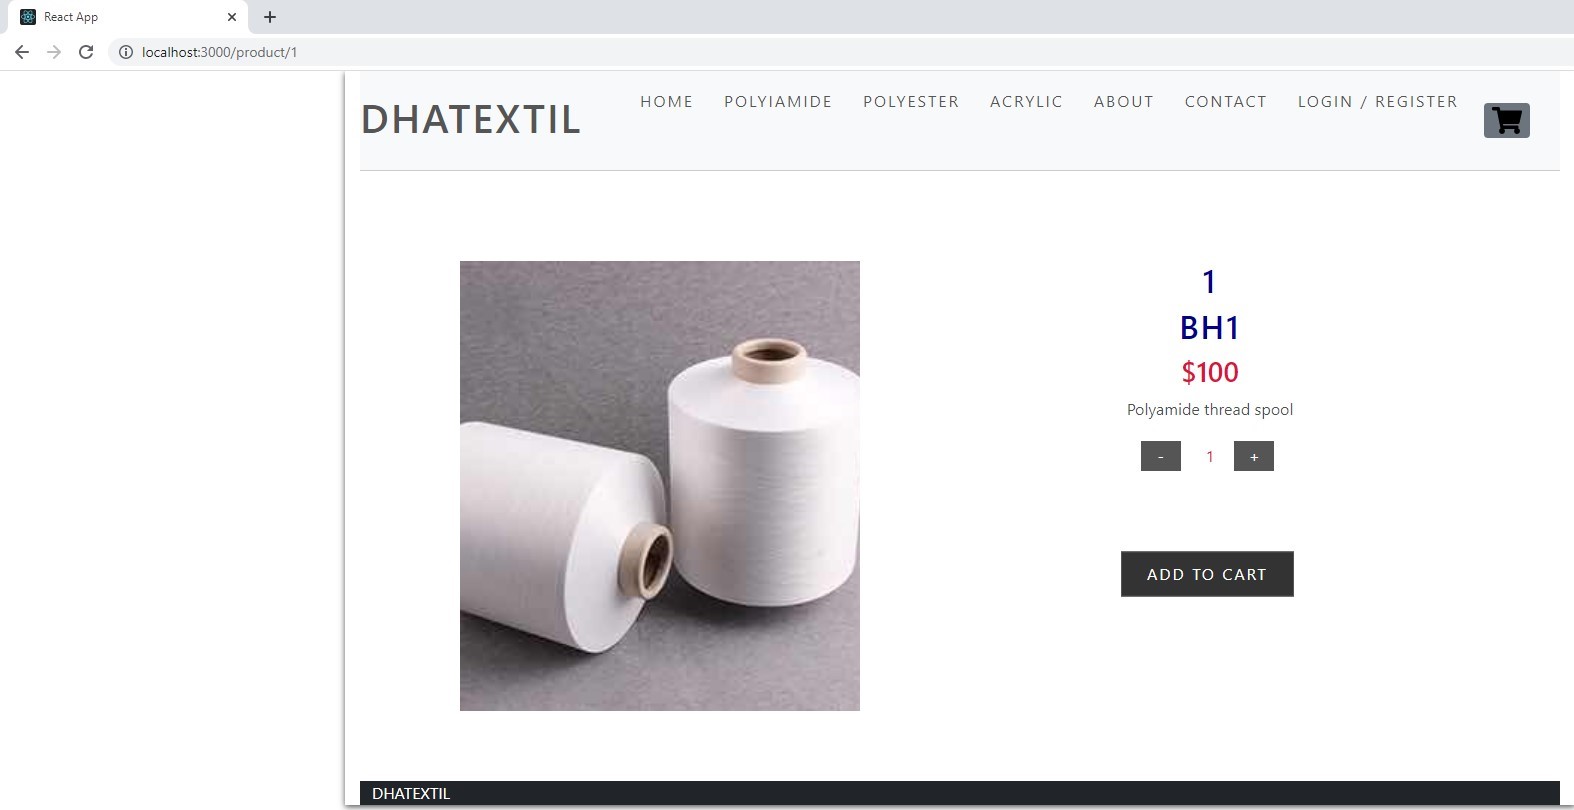 React App
localhost:3000/product/1
DHATEXTIL
HOME POLYIAMIDE POLYESTER ACRYLIC ABOUT CONTACT LOGIN / REGISTER
1
BH1
$100
Polyamide thread spool
- 1 +
ADD TO CART
DHATEXTIL